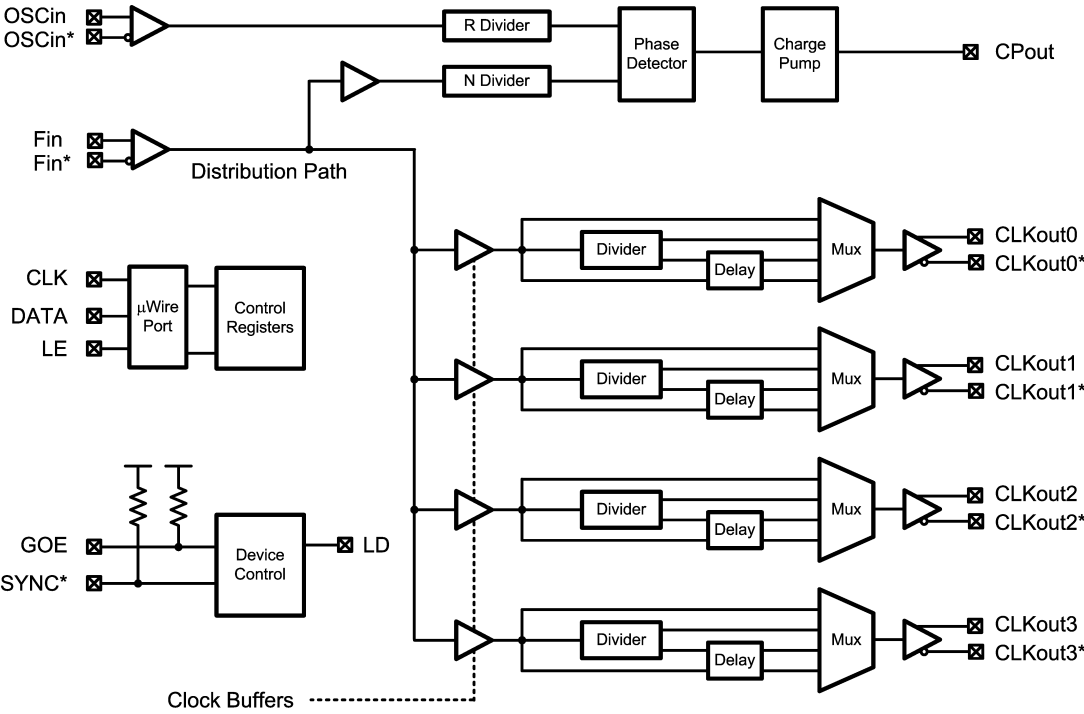 OSCin
OSCin*
R Divider
Phase
Detector
Charge
Pump
CPout
N Divider
Fin
Fin*
Distribution Path
CLKout0
CLKout0*
Divider
Delay
Mux
CLK
DATA
LE
μWire
Port
Control
Registers
CLKout1
CLKout1*
Divider
Delay
Mux
CLKout2
CLKout2*
Divider
Delay
Mux
GOE
SYNC*
Device
Control
LD
CLKout3
CLKout3*
Divider
Delay
Mux
Clock Buffers